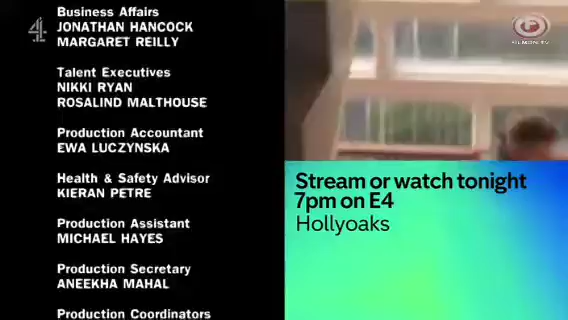 Business Affairs
JONATHAN HANCOCK
MARGARET REILLY
Talent Executives
NIKKI RYAN
ROSALIND MALTHOUSE
Production Accountant
EWA LUCZYNSKA
Health & Safety Advisor
KIERAN PETRE
Production Assistant
MICHAEL HAYES
Production Secretary
ANEEKHA MAHAL
Production Coordinators
4
FILMON.TV
Stream or watch tonight
7pm on E4
Hollyoaks